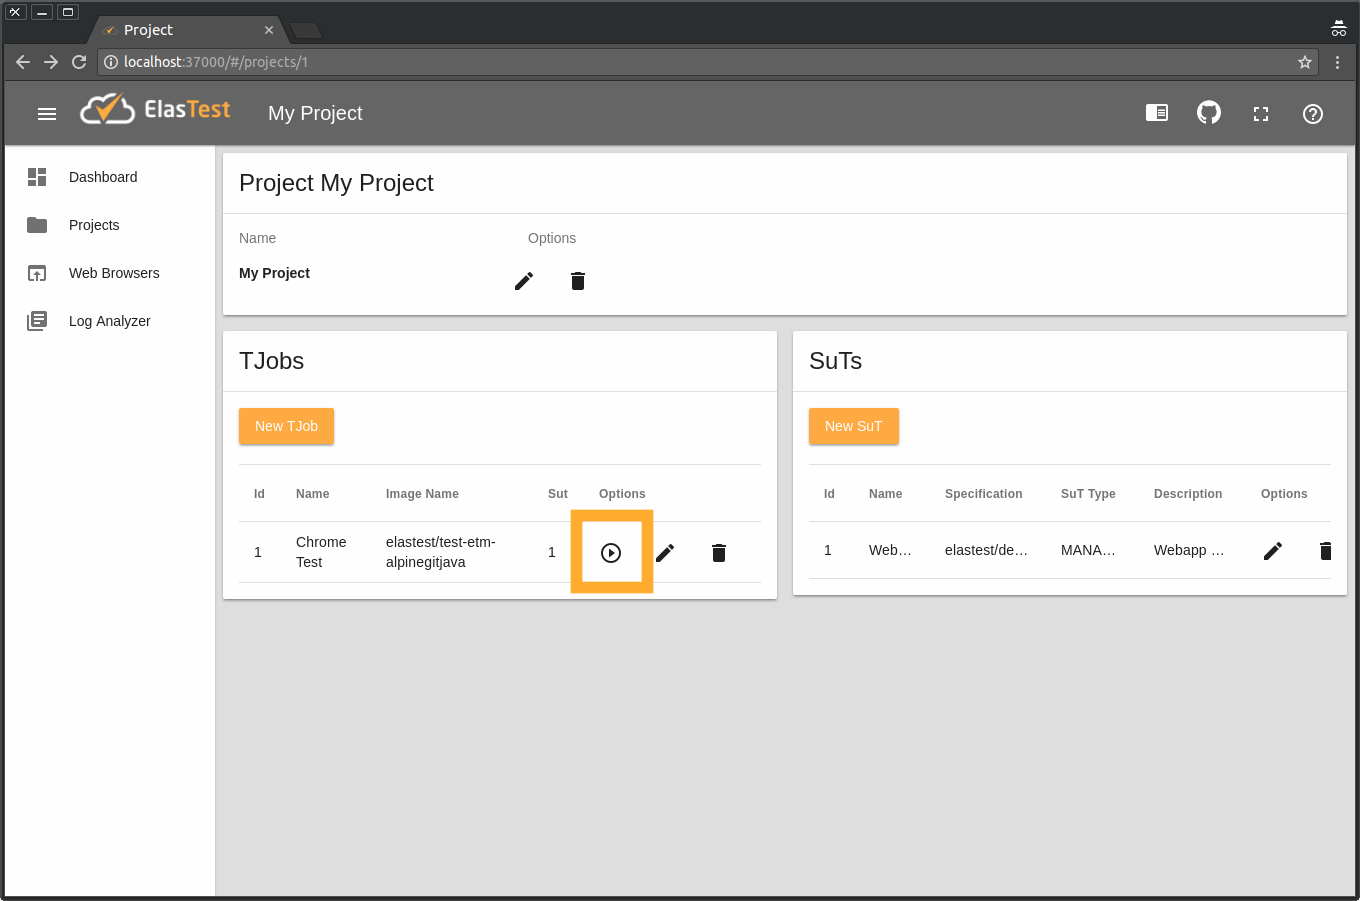 Project
localhost:37000/#/projects/1
ElasTest
My Project
Dashboard
Projects
Web Browsers
Log Analyzer
Project My Project
Name Options
My Project
TJobs
New TJob
Id Name Image Name Sut Options
1 Chrome Test elastest/test-etm-alpinegitjava 1
SuTs
New SuT
Id Name Specification SuT Type Description Options
1 Web… elastest/de… MANA… Webapp …